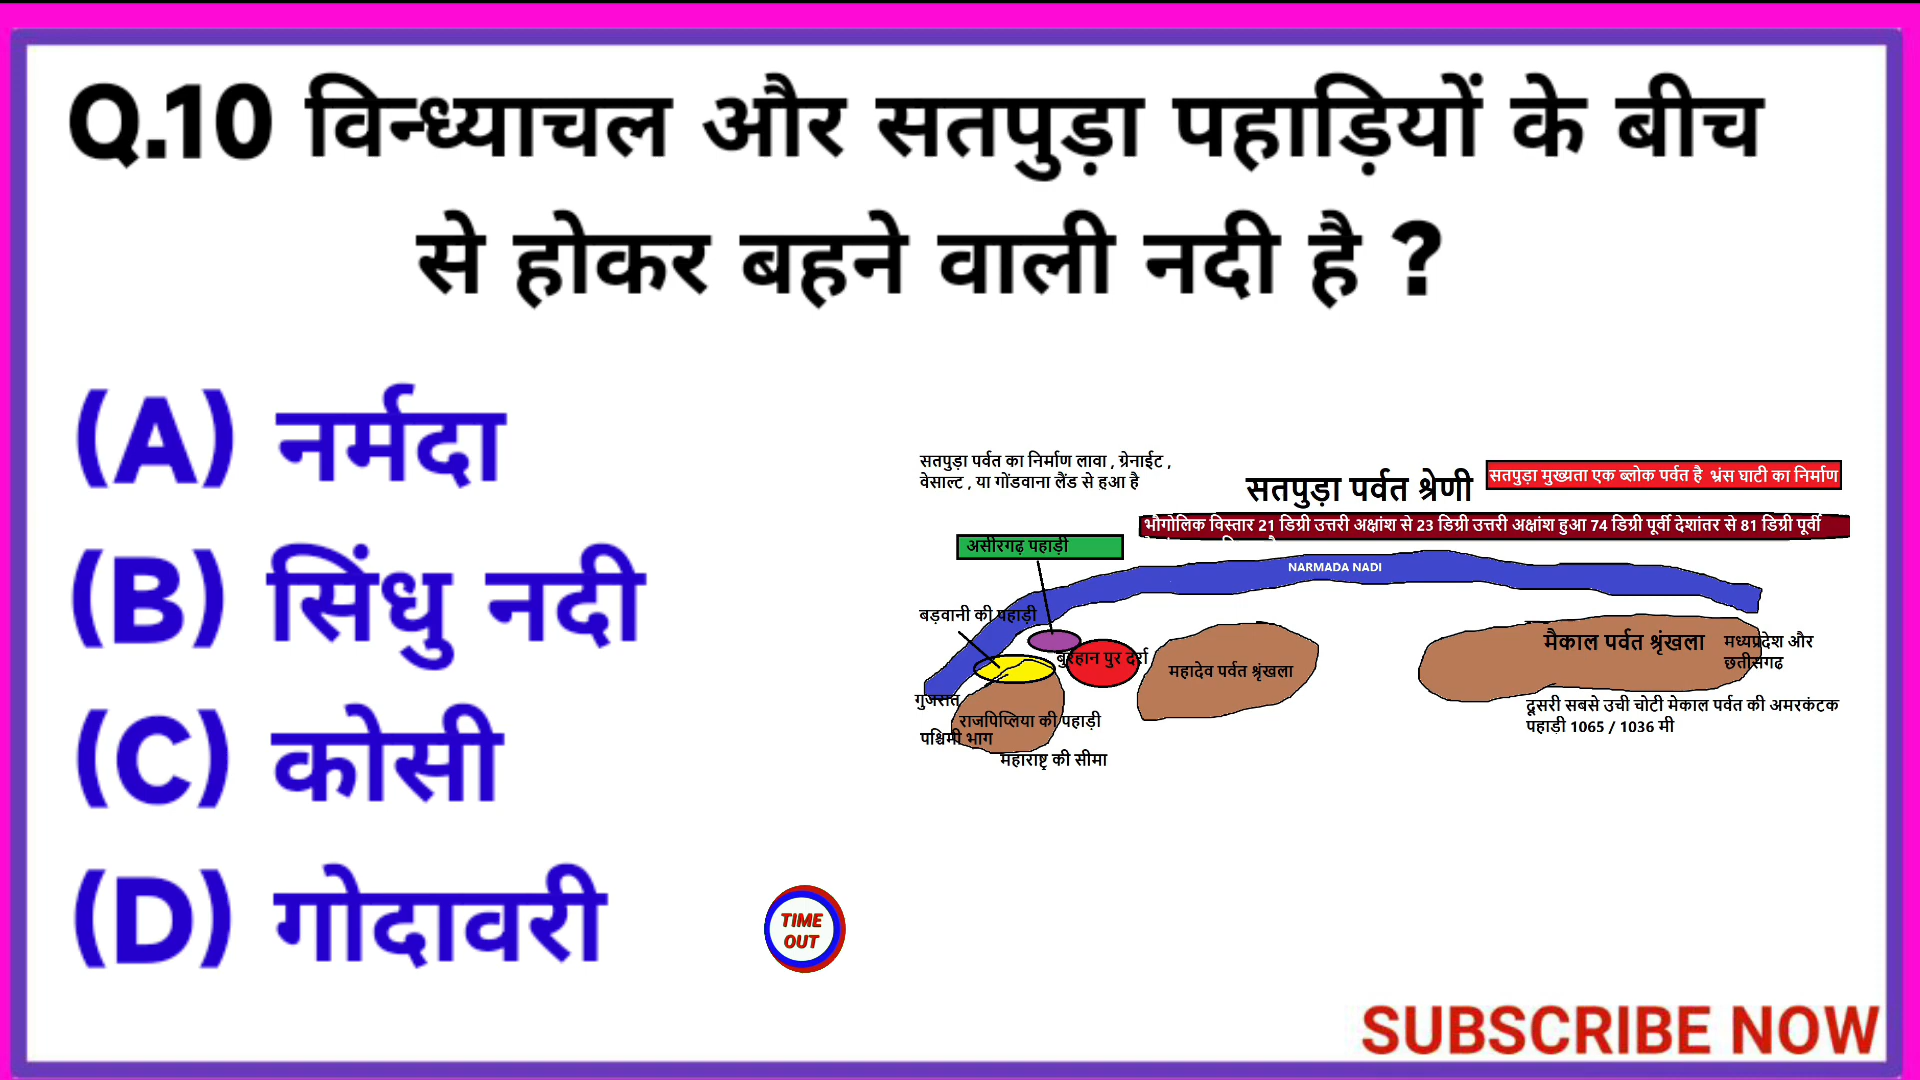 Q.10 विन्ध्याचल और सतपुड़ा पहाड़ियों के बीच
से होकर बहने वाली नदी है ?
(A) नर्मदा
(B) सिंधु नदी
(C) कोसी
(D) गोदावरी
TIME
OUT
सतपुड़ा पर्वत का निर्माण लावा , ग्रेनाईट ,
वेसाल्ट , या गोंडवाना लैंड से हआ है
सतपुड़ा पर्वत श्रेणी
सतपुड़ा मुख्यता एक ब्लोक पर्वत है भ्रंस घाटी का निर्माण
भौगोलिक विस्तार 21 डिग्री उत्तरी अक्षांश से 23 डिग्री उत्तरी अक्षांश हुआ 74 डिग्री पूर्वी देशांतर से 81 डिग्री पूर्वी
असीरगढ़ पहाड़ी
NARMADA NADI
बड़वानी की पहाड़ी
बुरहान पुर दर्रा
महादेव पर्वत श्रृंखला
मैकाल पर्वत श्रृंखला
मध्यप्रदेश और
छतीसगढ
गुजरात
राजपिप्लिया की पहाड़ी
पश्चिमी भाग
महाराष्ट्र की सीमा
दूसरी सबसे उची चोटी मेकाल पर्वत की अमरकंटक
पहाड़ी 1065 / 1036 मी
SUBSCRIBE NOW